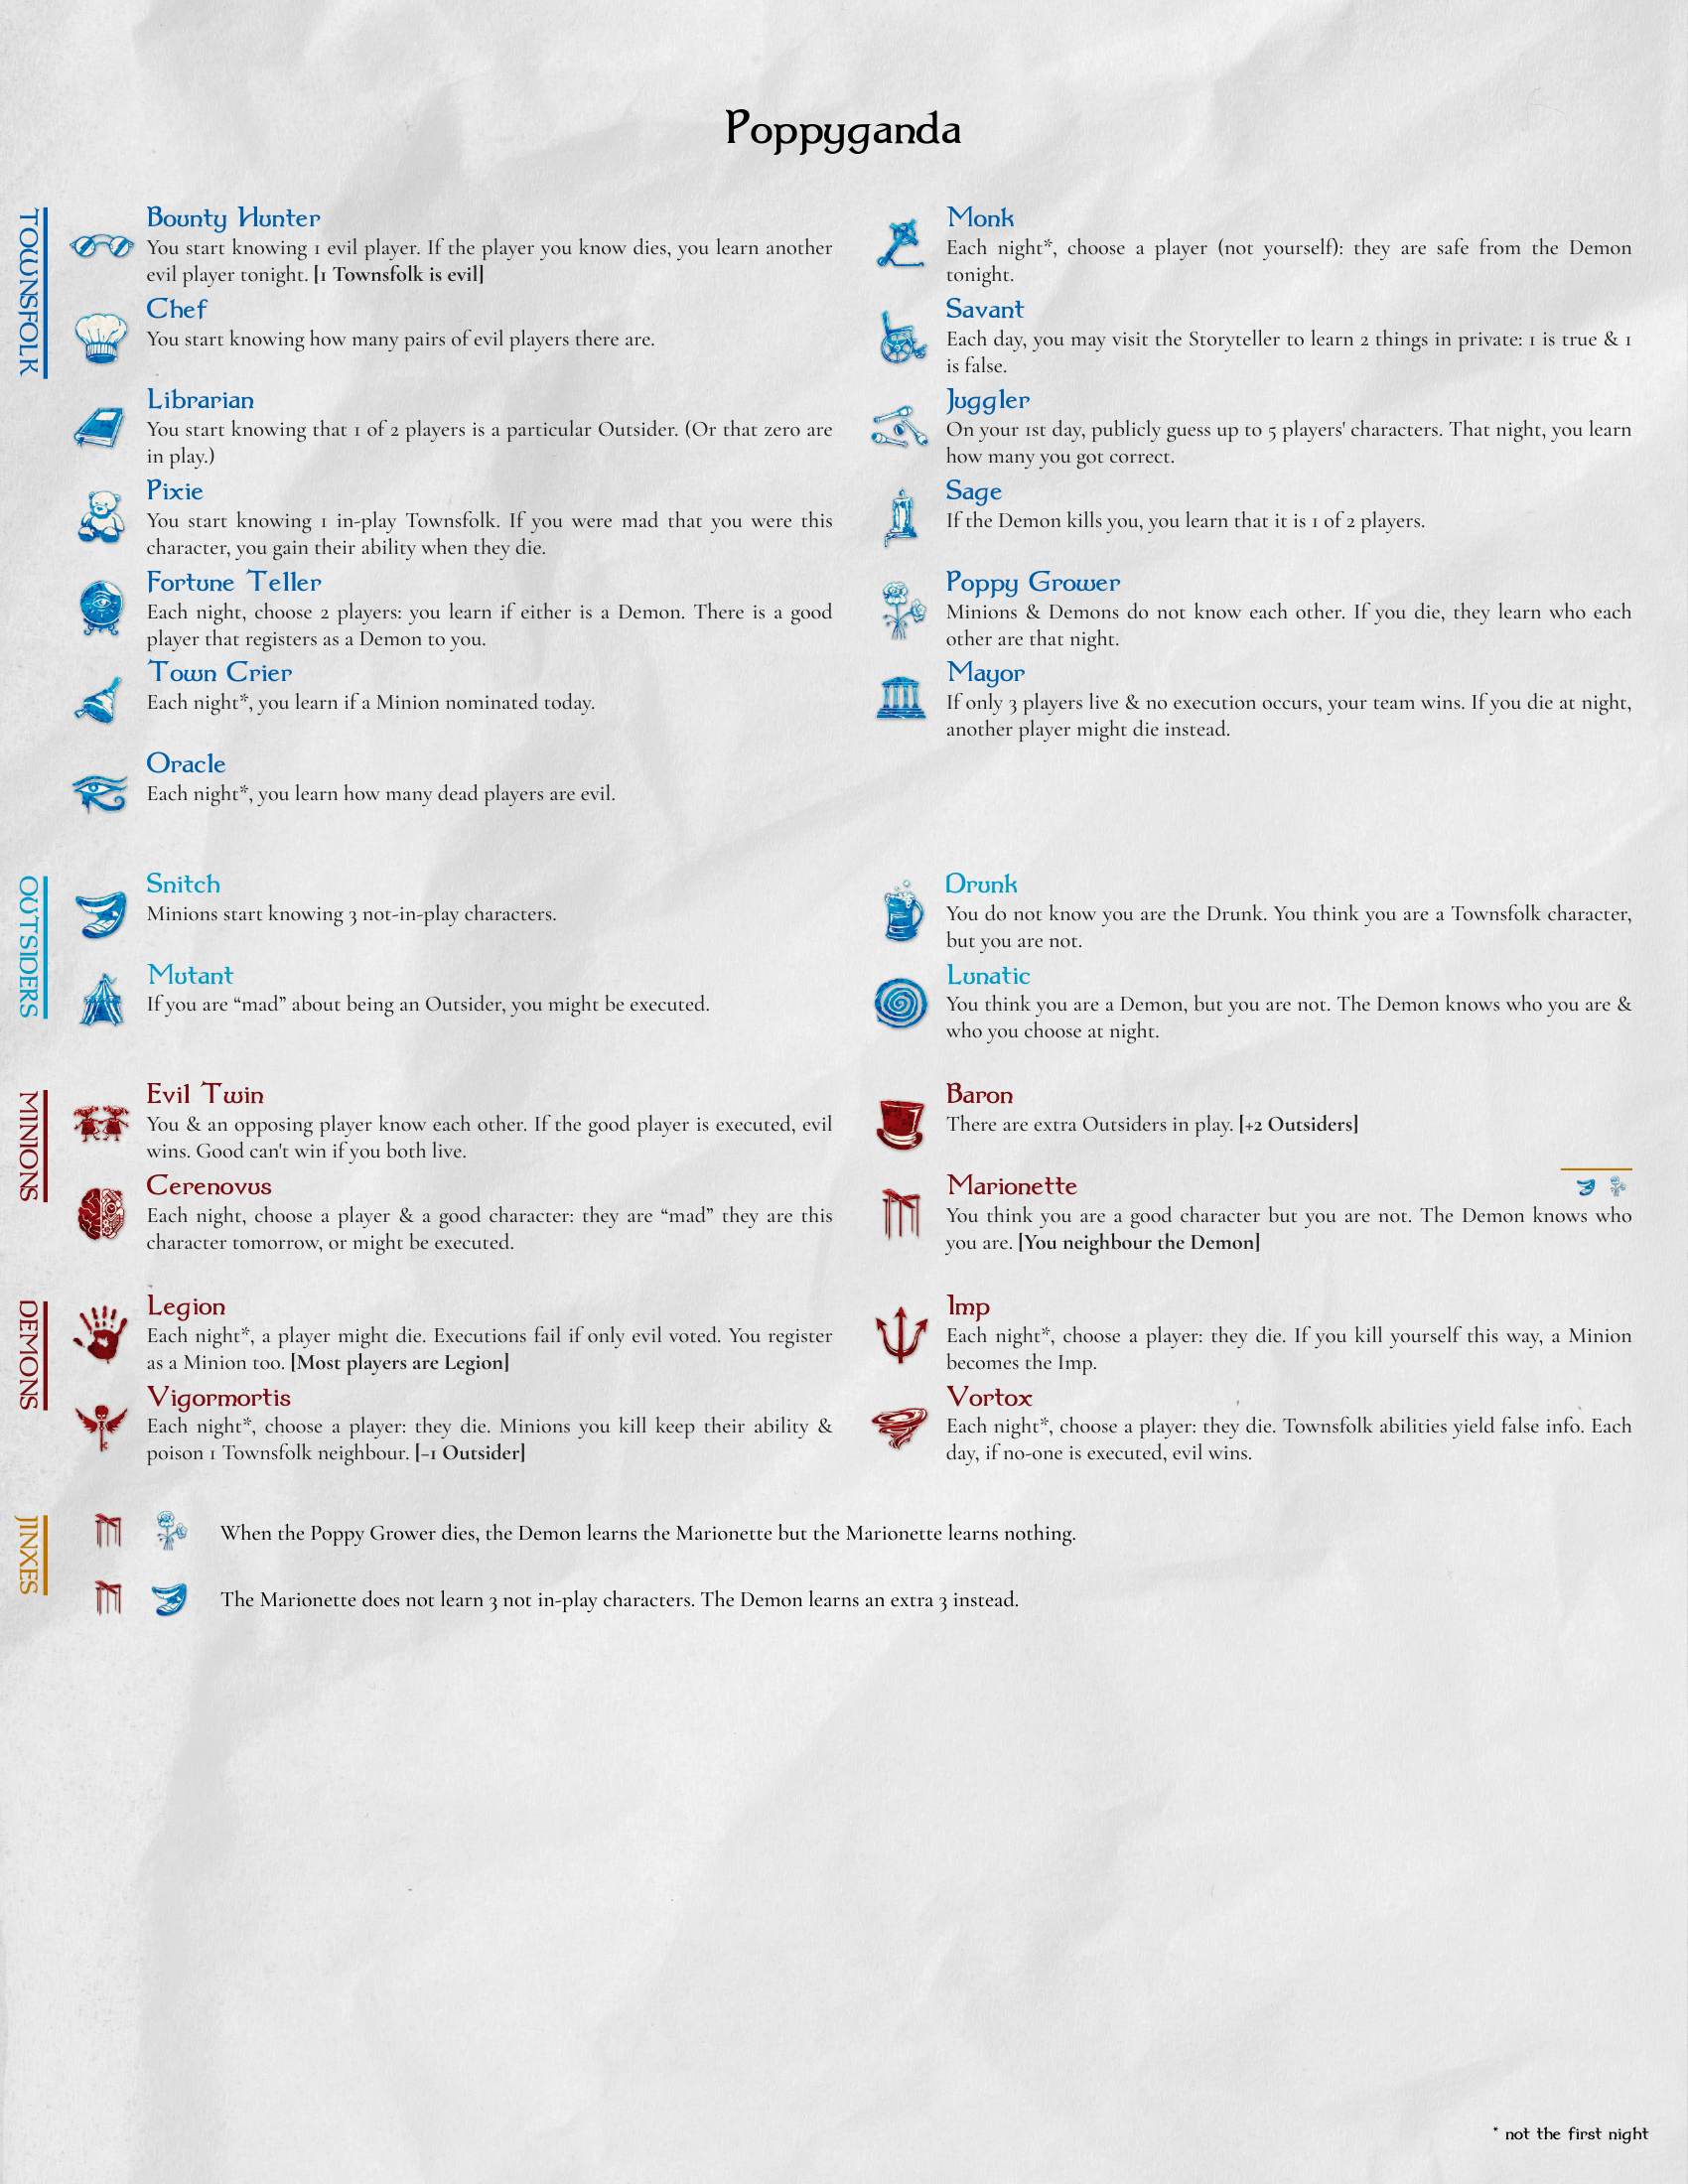 Poppyganda
TOWNSFOLK
Bounty Hunter
You start knowing 1 evil player. If the player you know dies, you learn another
evil player tonight. [1 Townsfolk is evil]
Chef
You start knowing how many pairs of evil players there are.
Librarian
You start knowing that 1 of 2 players is a particular Outsider. (Or that zero are
in play.)
Pixie
You start knowing 1 in-play Townsfolk. If you were mad that you were this
character, you gain their ability when they die.
Fortune Teller
Each night, choose 2 players: you learn if either is a Demon. There is a good
player that registers as a Demon to you.
Town Crier
Each night*, you learn if a Minion nominated today.
Oracle
Each night*, you learn how many dead players are evil.
Monk
Each night*, choose a player (not yourself): they are safe from the Demon
tonight.
Savant
Each day, you may visit the Storyteller to learn 2 things in private: 1 is true & 1
is false.
Juggler
On your 1st day, publicly guess up to 5 players' characters. That night, you learn
how many you got correct.
Sage
If the Demon kills you, you learn that it is 1 of 2 players.
Poppy Grower
Minions & Demons do not know each other. If you die, they learn who each
other are that night.
Mayor
If only 3 players live & no execution occurs, your team wins. If you die at night,
another player might die instead.
OUTSIDERS
Snitch
Minions start knowing 3 not-in-play characters.
Mutant
If you are “mad” about being an Outsider, you might be executed.
Drunk
You do not know you are the Drunk. You think you are a Townsfolk character,
but you are not.
Lunatic
You think you are a Demon, but you are not. The Demon knows who you are &
who you choose at night.
MINIONS
Evil Twin
You & an opposing player know each other. If the good player is executed, evil
wins. Good can't win if you both live.
Cerenovus
Each night, choose a player & a good character: they are “mad” they are this
character tomorrow, or might be executed.
Baron
There are extra Outsiders in play. [+2 Outsiders]
Marionette
You think you are a good character but you are not. The Demon knows who
you are. [You neighbour the Demon]
DEMONS
Legion
Each night*, a player might die. Executions fail if only evil voted. You register
as a Minion too. [Most players are Legion]
Vigormortis
Each night*, choose a player: they die. Minions you kill keep their ability &
poison 1 Townsfolk neighbour. [-1 Outsider]
Imp
Each night*, choose a player: they die. If you kill yourself this way, a Minion
becomes the Imp.
Vortox
Each night*, choose a player: they die. Townsfolk abilities yield false info. Each
day, if no-one is executed, evil wins.
JINXES
When the Poppy Grower dies, the Demon learns the Marionette but the Marionette learns nothing.
The Marionette does not learn 3 not in-play characters. The Demon learns an extra 3 instead.
* not the first night